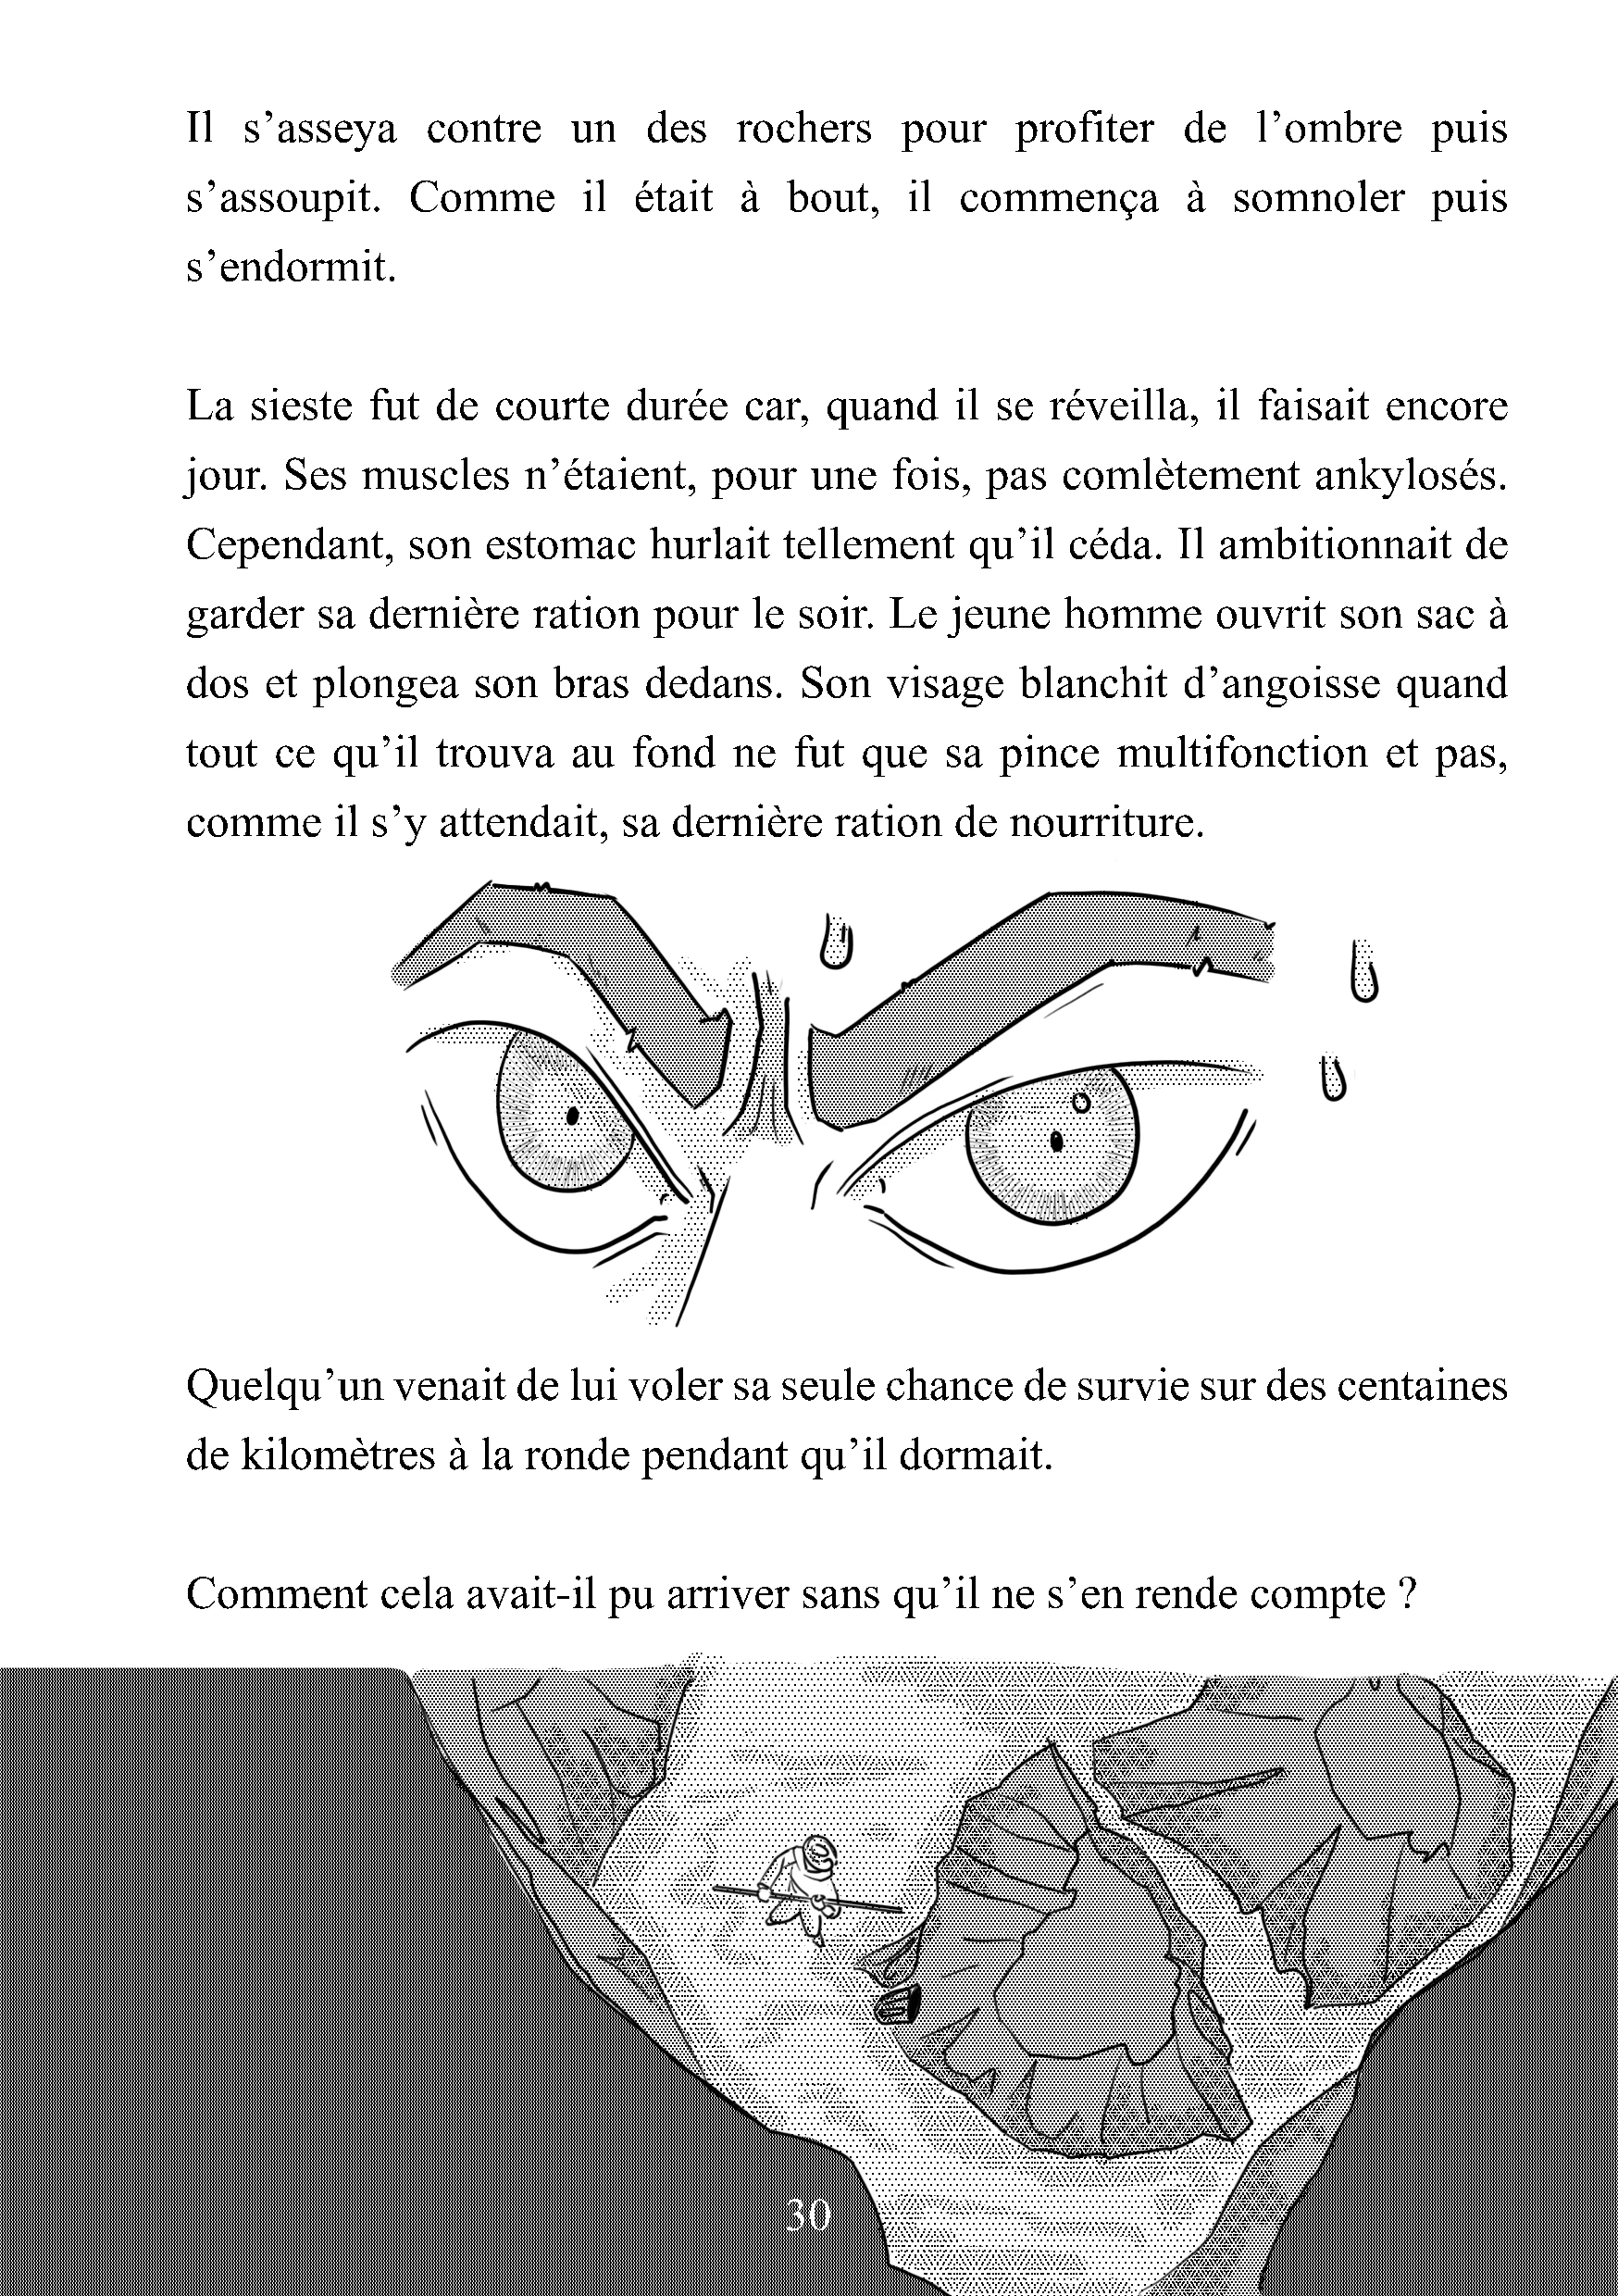 Il s’asseya contre un des rochers pour profiter de l’ombre puis
s’assoupit. Comme il était à bout, il commença à somnoler puis
s’endormit.
La sieste fut de courte durée car, quand il se réveilla, il faisait encore
jour. Ses muscles n’étaient, pour une fois, pas comlètement ankylosés.
Cependant, son estomac hurlait tellement qu’il céda. Il ambitionnait de
garder sa dernière ration pour le soir. Le jeune homme ouvrit son sac à
dos et plongea son bras dedans. Son visage blanchit d’angoisse quand
tout ce qu’il trouva au fond ne fut que sa pince multifonction et pas,
comme il s’y attendait, sa dernière ration de nourriture.
Quelqu’un venait de lui voler sa seule chance de survie sur des centaines
de kilomètres à la ronde pendant qu’il dormait.
Comment cela avait-il pu arriver sans qu’il ne s’en rende compte ?
30